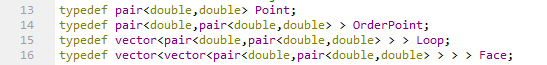 13 typedef pair<double,double> Point;
14 typedef pair<double,pair<double,double> > OrderPoint;
15 typedef vector<pair<double,pair<double,double> > > Loop;
16 typedef vector<vector<pair<double,pair<double,double> > > > Face;